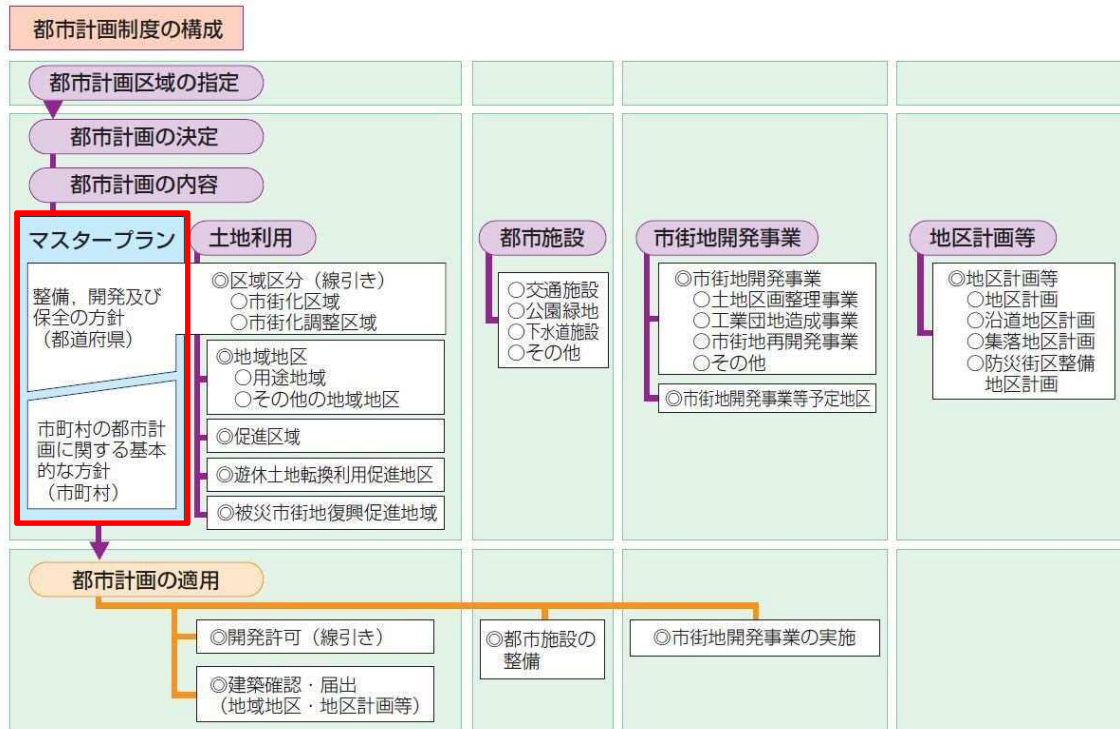 都市計画制度の構成
都市計画区域の指定
都市計画の決定
都市計画の内容
マスタープラン
整備，開発及び
保全の方針
（都道府県）
市町村の都市計
画に関する基本
的な方針
（市町村）
土地利用
◎区域区分（線引き）
○市街化区域
○市街化調整区域
◎地域地区
○用途地域
○その他の地域地区
◎促進区域
◎遊休土地転換利用促進地区
◎被災市街地復興促進地域
都市施設
○交通施設
○公園緑地
○下水道施設
○その他
市街地開発事業
◎市街地開発事業
○土地区画整理事業
○工業団地造成事業
○市街地再開発事業
○その他
◎市街地開発事業等予定地区
地区計画等
◎地区計画等
○地区計画
○沿道地区計画
○集落地区計画
○防災街区整備
地区計画
都市計画の適用
◎開発許可（線引き）
◎建築確認・届出
（地域地区・地区計画等）
◎都市施設の
整備
◎市街地開発事業の実施